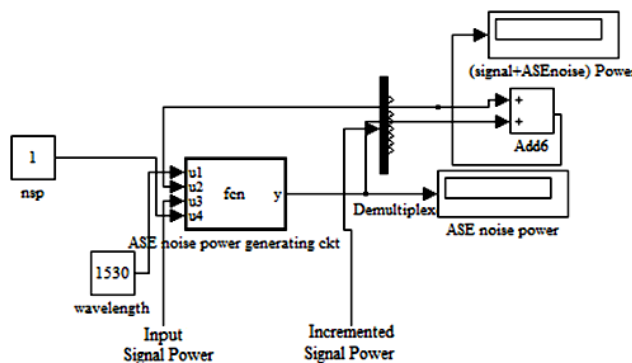 (signal+ASEnoise) Power
+
+
Add6
1
nsp
u1
u2
u3
u4
fcn
y
Demultiplex
ASE noise power
ASE noise power generating ckt
1530
wavelength
Input
Signal Power
Incremented
Signal Power